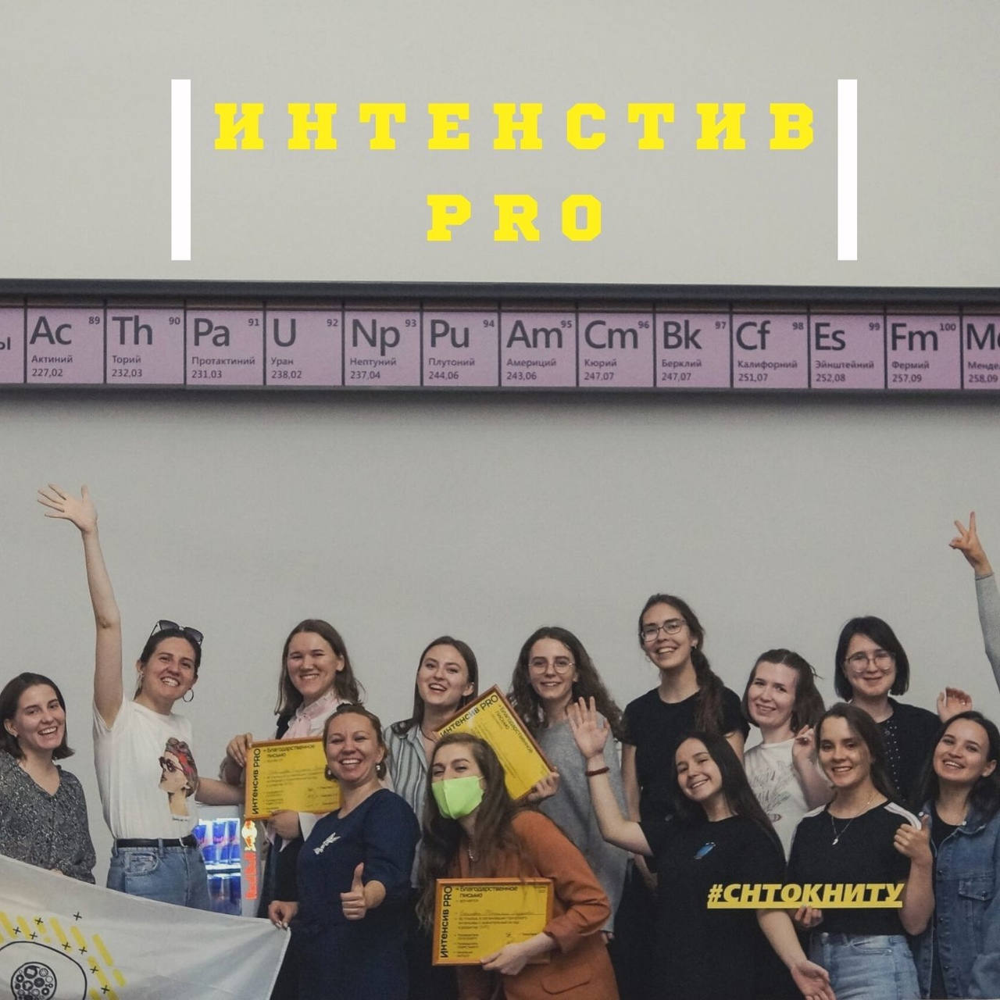 ИНТЕНСТИВ
PRO
ы
Ac 89
Актиний
227,02
Th 90
Торий
232,03
Pa 91
Протактиний
231,03
U 92
Уран
238,02
Np 93
Нептуний
237,04
Pu 94
Плутоний
244,06
Am 95
Америций
243,06
Cm 96
Кюрий
247,07
Bk 97
Берклий
247,07
Cf 98
Калифорний
251,07
Es 99
Эйнштейний
252,08
Fm 100
Фермий
257,09
258,09
Интенсив PRO
Благодарственное
письмо
Интенсив PRO
Благодарственное
письмо
Интенсив PRO
Благодарственное
письмо
#СНТОКНИТУ